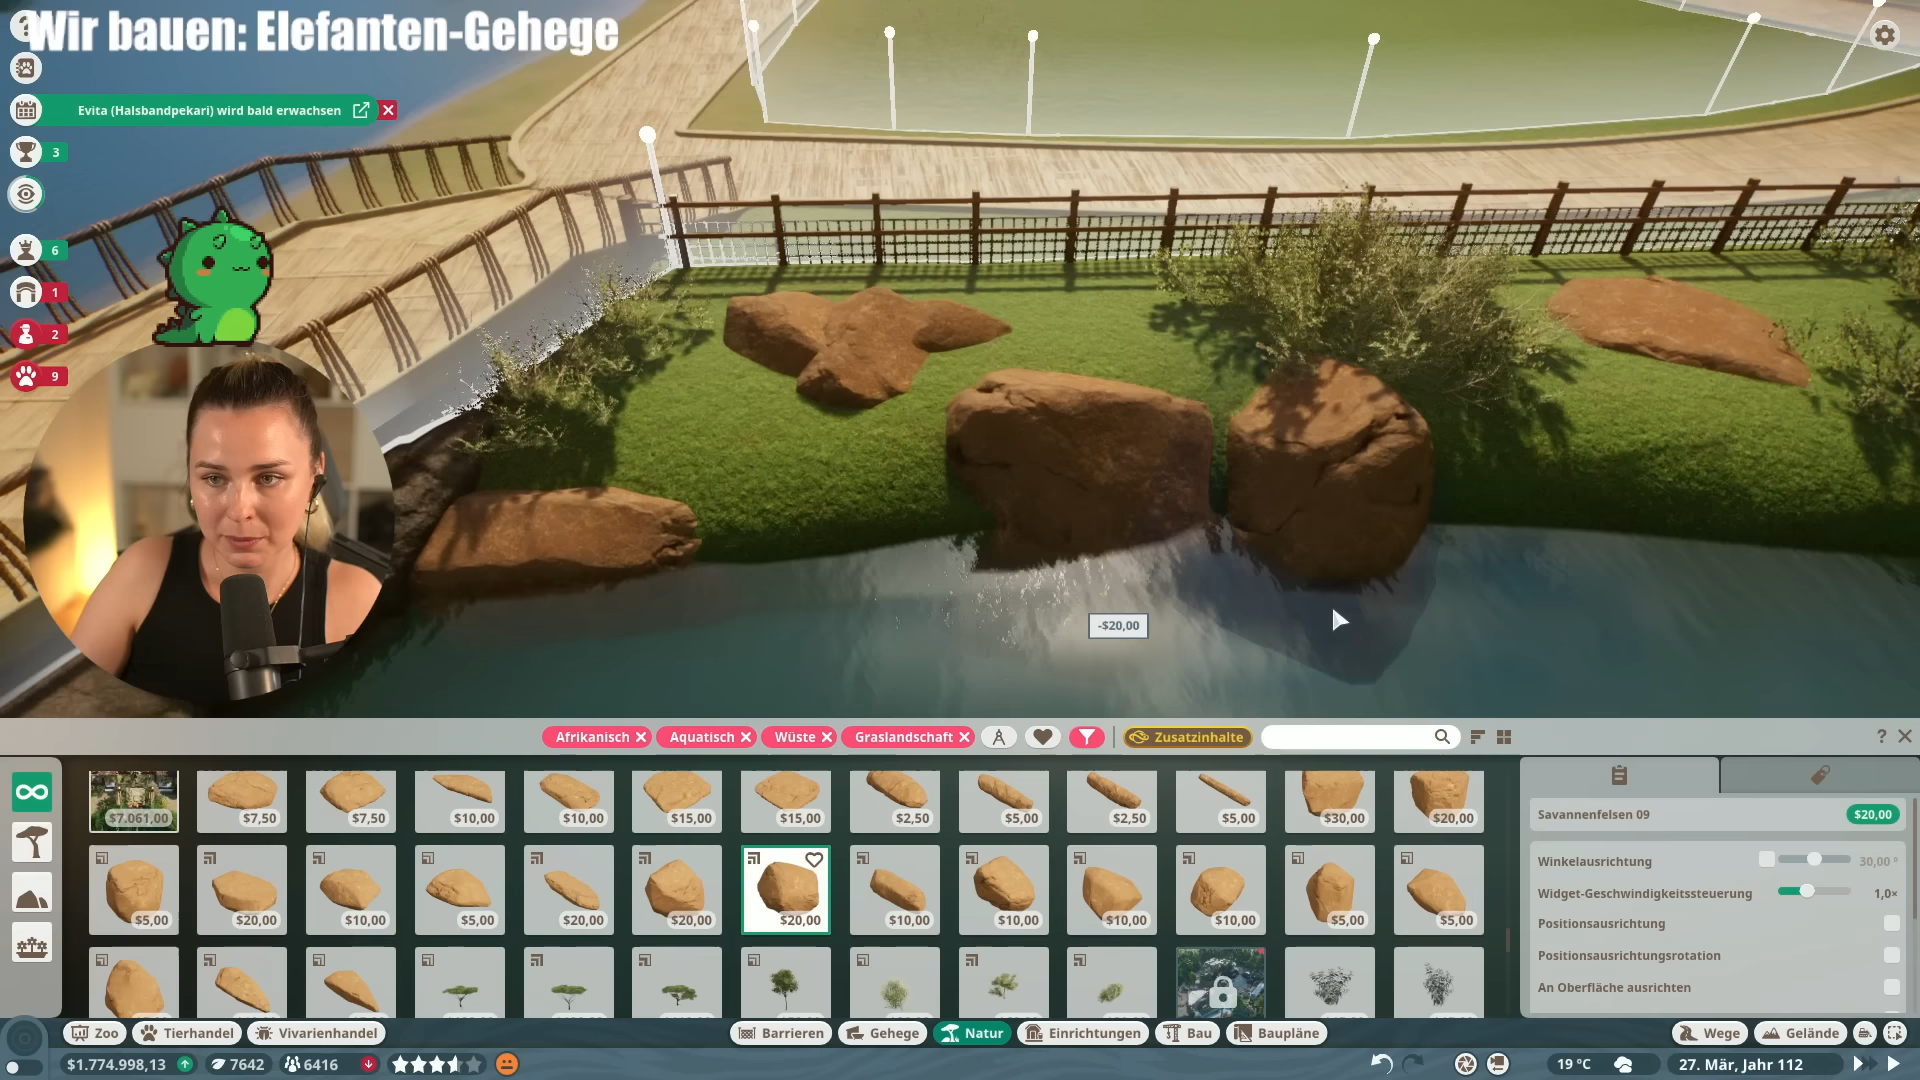 Wir bauen: Elefanten-Gehege
Evita (Halsbandpekari) wird bald erwachsen
3
6
1
2
9
-$20,00
Afrikanisch
Aquatisch
Wüste
Graslandschaft
Zusatzinhalte
?
$7.061,00
$7,50
$7,50
$10,00
$10,00
$15,00
$15,00
$2,50
$5,00
$2,50
$5,00
$30,00
$20,00
$5,00
$20,00
$10,00
$5,00
$20,00
$20,00
$20,00
$10,00
$10,00
$10,00
$10,00
$5,00
$5,00
Savannenfelsen 09
$20,00
Winkelausrichtung
30,00 °
Widget-Geschwindigkeitssteuerung
1,0×
Positionsausrichtung
Positionsausrichtungsrotation
An Oberfläche ausrichten
Zoo
Tierhandel
Vivarienhandel
Barrieren
Gehege
Natur
Einrichtungen
Bau
Baupläne
Wege
Gelände
$1.774.998,13
7642
6416
19 °C
27. Mär, Jahr 112